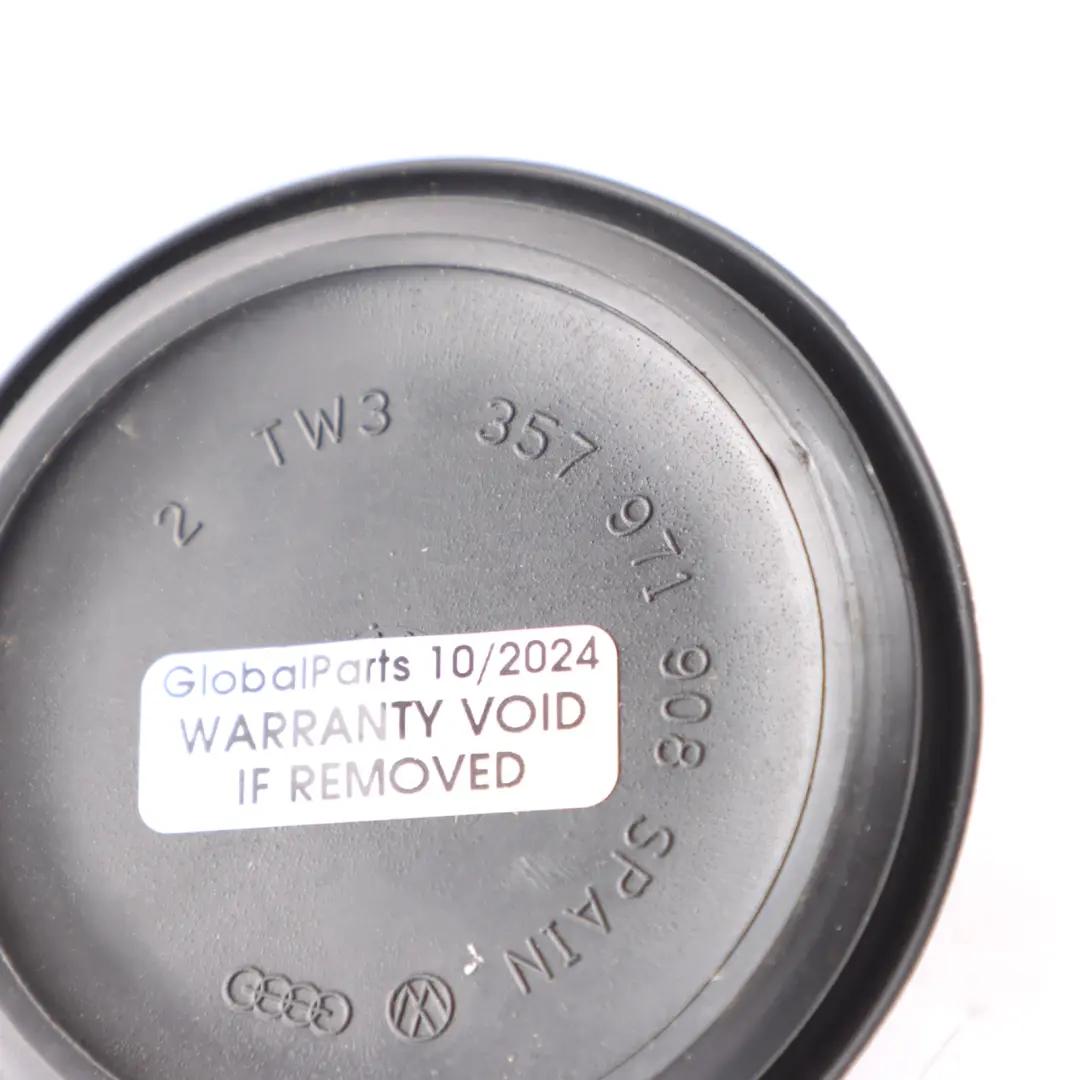 2 TW3 357 971 908 SPAIN.
GlobalParts 10/2024
WARRANTY VOID
IF REMOVED